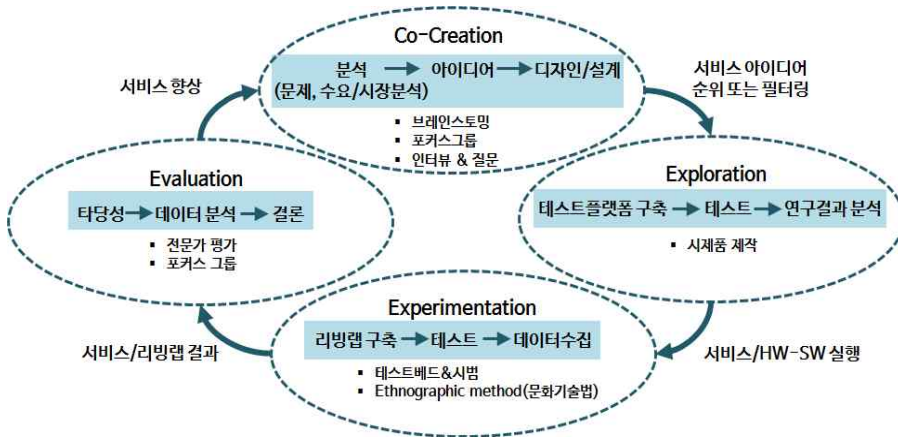 Co-Creation
분석 → 아이디어 → 디자인/설계
(문제, 수요/시장분석)
▪ 브레인스토밍
▪ 포커스그룹
▪ 인터뷰 & 질문
서비스 아이디어
순위 또는 필터링
Exploration
테스트플랫폼 구축 → 테스트 → 연구결과 분석
▪ 시제품 제작
서비스/HW-SW 실행
Experimentation
리빙랩 구축 → 테스트 → 데이터수집
▪ 테스트베드&시범
▪ Ethnographic method(문화기술법)
서비스/리빙랩 결과
Evaluation
타당성 → 데이터 분석 → 결론
▪ 전문가 평가
▪ 포커스 그룹
서비스 향상